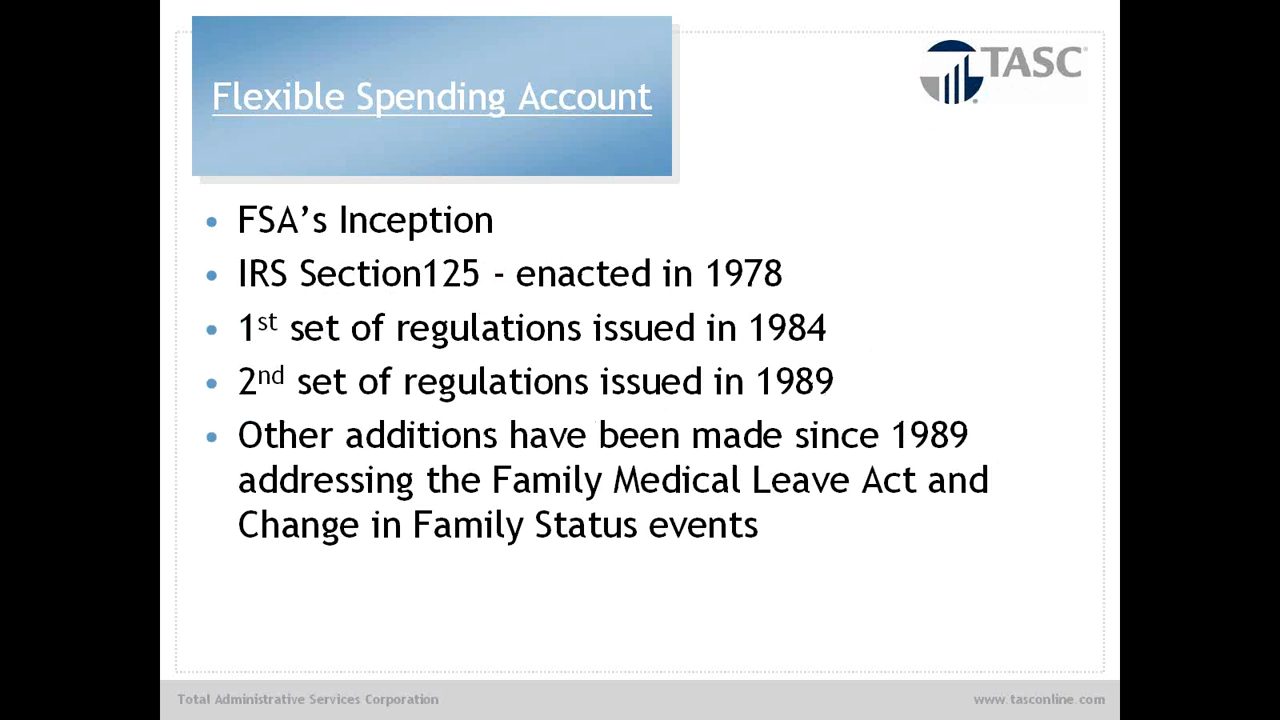 Flexible Spending Account
TASC
• FSA’s Inception
• IRS Section125 - enacted in 1978
• 1st set of regulations issued in 1984
• 2nd set of regulations issued in 1989
• Other additions have been made since 1989
addressing the Family Medical Leave Act and
Change in Family Status events
Total Administrative Services Corporation
www.tasconline.com